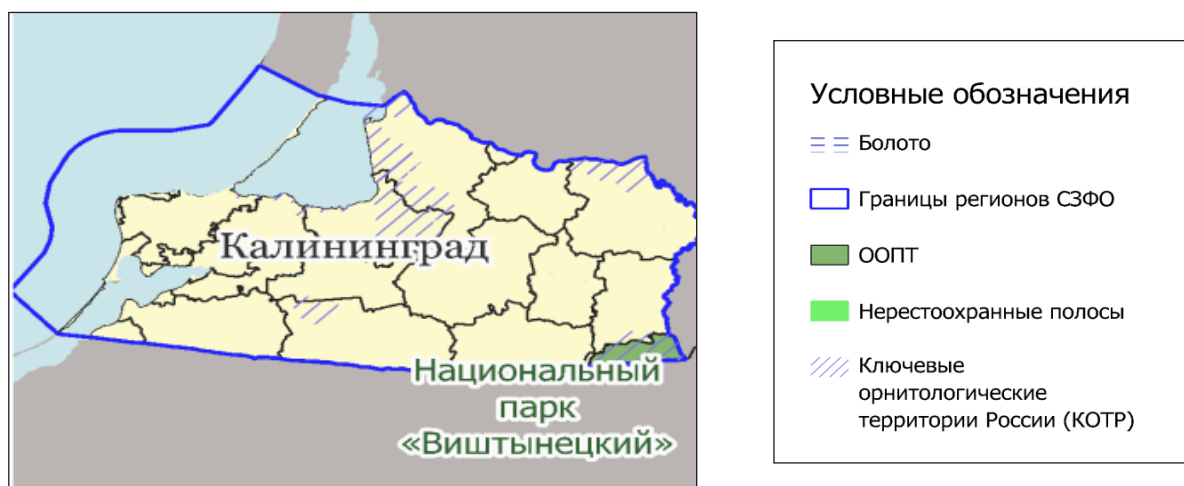 Калининград
Национальный
парк
«Виштынецкий»
Условные обозначения
Болото
Границы регионов СЗФО
ООПТ
Нерестоохранные полосы
Ключевые
орнитологические
территории России (КОТР)